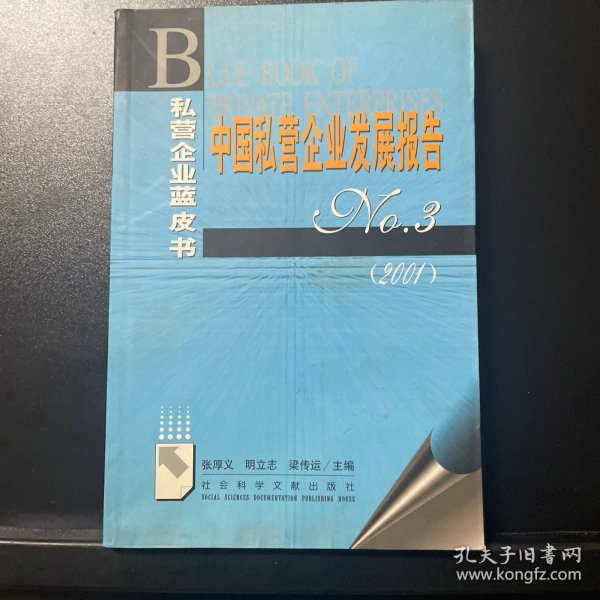 BLUE BOOK OF
PRIVATE ENTERPRISES
私营企业蓝皮书
中国私营企业发展报告
No.3
(2001)
张厚义 明立志 梁传运/主编
社会科学文献出版社
SOCIAL SCIENCES DOCUMENTATION PUBLISHING HOUSE
孔夫子旧书网
www.kongfz.com